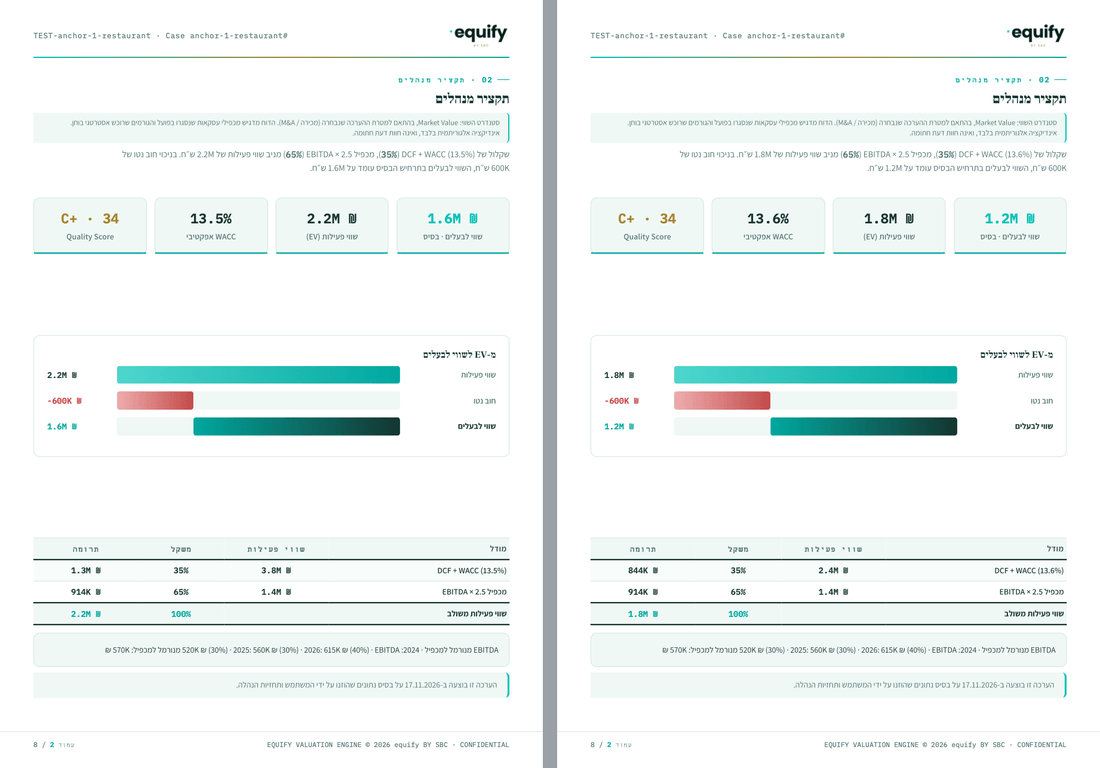 TEST-anchor-1-restaurant · Case anchor-1-restaurant#
equify
BY SBC
02 · תקציר מנהלים
תקציר מנהלים
סטנדרט השווי: Market Value, בהתאם למטרת ההערכה שנבחרה (מכירה / M&A). הדוח מדגיש מכפילי עסקאות שנסגרו בפועל והגורמים שרוכש אסטרטגי בוחן.
אינדיקציה אלגוריתמית בלבד, ואינה חוות דעת חתומה.
שקלול של DCF + WACC (13.5%) (35%), מכפיל EBITDA × 2.5 (65%) מניב שווי פעילות של 2.2M ש״ח. בניכוי חוב נטו של
600K ש״ח, השווי לבעלים בתרחיש הבסיס עומד על 1.6M ש״ח.
1.6M ₪
שווי לבעלים · בסיס
2.2M ₪
שווי פעילות (EV)
13.5%
WACC אפקטיבי
C+ · 34
Quality Score
מ-EV לשווי לבעלים
שווי פעילות 2.2M ₪
חוב נטו -600K ₪
שווי לבעלים 1.6M ₪
מודל שווי פעילות משקל תרומה
DCF + WACC (13.5%) 3.8M ₪ 35% 1.3M ₪
מכפיל EBITDA × 2.5 1.4M ₪ 65% 914K ₪
שווי פעילות משולב 100% 2.2M ₪
EBITDA מנורמל למכפיל · EBITDA 2024: 520K ₪ (30%) · 2025: 560K ₪ (30%) · 2026: 615K ₪ (40%) מנורמל למכפיל: 570K ₪
הערכה זו בוצעה ב-17.11.2026 על בסיס נתונים שהוזנו על ידי המשתמש ותחזיות הנהלה.
EQUIFY VALUATION ENGINE © 2026 equify BY SBC · CONFIDENTIAL
עמוד 2 / 8
TEST-anchor-1-restaurant · Case anchor-1-restaurant#
equify
BY SBC
02 · תקציר מנהלים
תקציר מנהלים
סטנדרט השווי: Market Value, בהתאם למטרת ההערכה שנבחרה (מכירה / M&A). הדוח מדגיש מכפילי עסקאות שנסגרו בפועל והגורמים שרוכש אסטרטגי בוחן.
אינדיקציה אלגוריתמית בלבד, ואינה חוות דעת חתומה.
שקלול של DCF + WACC (13.6%) (35%), מכפיל EBITDA × 2.5 (65%) מניב שווי פעילות של 1.8M ש״ח. בניכוי חוב נטו של
600K ש״ח, השווי לבעלים בתרחיש הבסיס עומד על 1.2M ש״ח.
1.2M ₪
שווי לבעלים · בסיס
1.8M ₪
שווי פעילות (EV)
13.6%
WACC אפקטיבי
C+ · 34
Quality Score
מ-EV לשווי לבעלים
שווי פעילות 1.8M ₪
חוב נטו -600K ₪
שווי לבעלים 1.2M ₪
מודל שווי פעילות משקל תרומה
DCF + WACC (13.6%) 2.4M ₪ 35% 844K ₪
מכפיל EBITDA × 2.5 1.4M ₪ 65% 914K ₪
שווי פעילות משולב 100% 1.8M ₪
EBITDA מנורמל למכפיל · EBITDA 2024: 520K ₪ (30%) · 2025: 560K ₪ (30%) · 2026: 615K ₪ (40%) מנורמל למכפיל: 570K ₪
הערכה זו בוצעה ב-17.11.2026 על בסיס נתונים שהוזנו על ידי המשתמש ותחזיות הנהלה.
EQUIFY VALUATION ENGINE © 2026 equify BY SBC · CONFIDENTIAL
עמוד 2 / 8